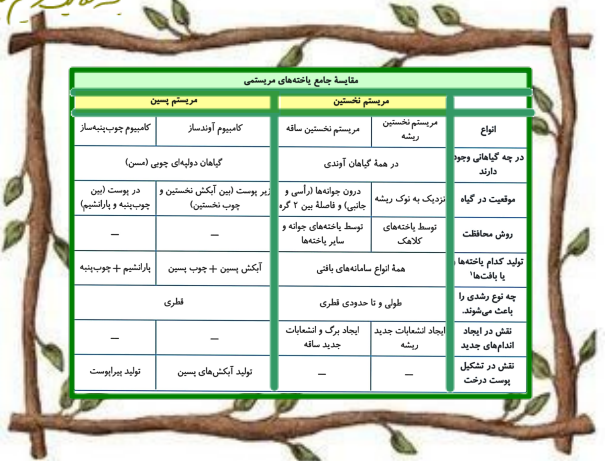 مقایسهٔ جامع یاخته‌های مریستمی
مریستم نخستین	مریستم پسین
انواع	مریستم نخستین ریشه	مریستم نخستین ساقه	کامبیوم آوندساز	کامبیوم چوب‌پنبه‌ساز
در چه گیاهانی وجود دارند	در همهٔ گیاهان آوندی	گیاهان دولپه‌ای چوبی (مسن)
موقعیت در گیاه	نزدیک به نوک ریشه	درون جوانه‌ها (رأسی و جانبی) و فاصلهٔ بین ۲ گره	زیر پوست (بین آبکش نخستین و چوب نخستین)	در پوست (بین چوب‌پنبه و پارانشیم)
روش محافظت	توسط یاخته‌های کلاهک	توسط یاخته‌های جوانه و سایر یاخته‌ها	—	—
تولید کدام یاخته‌ها یا بافت‌ها¹	همهٔ انواع سامانه‌های بافتی	آبکش پسین + چوب پسین	پارانشیم + چوب‌پنبه
چه نوع رشدی را باعث می‌شوند.	طولی و تا حدودی قطری	قطری
نقش در ایجاد اندام‌های جدید	ایجاد انشعابات جدید ریشه	ایجاد برگ و انشعابات جدید ساقه	—	—
نقش در تشکیل پوست درخت	—	—	تولید آبکش‌های پسین	تولید پیراپوست